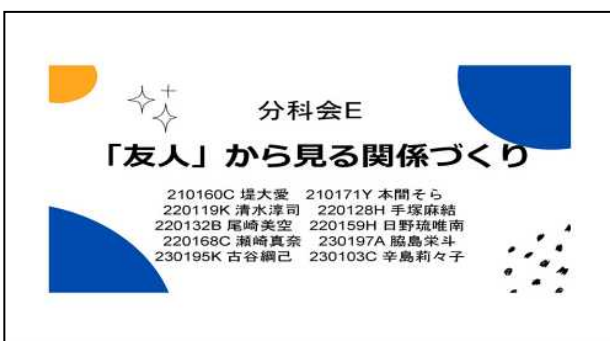 分科会E
「友人」から見る関係づくり
210160C 堤大愛　210171Y 本間そら
220119K 清水淳司　220128H 手塚麻結
220132B 尾崎美空　220159H 日野琉唯南
220168C 瀬崎真奈　230197A 脇島栄斗
230195K 古谷綱己　230103C 辛島莉々子